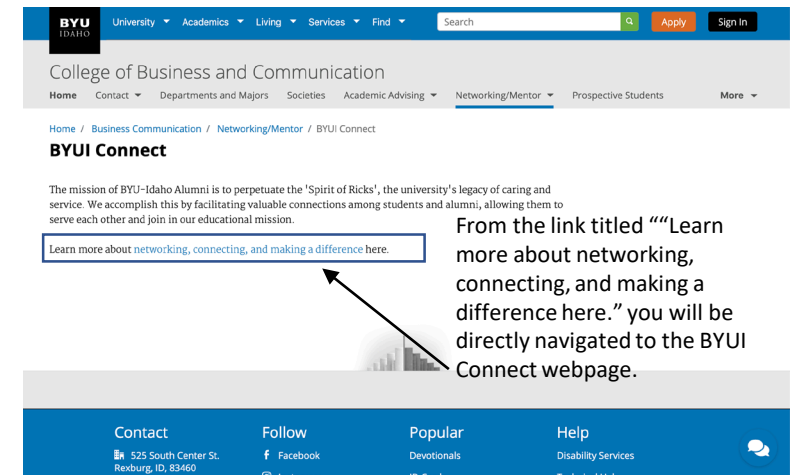 BYU
IDAHO
University Academics Living Services Find Search Apply Sign In
College of Business and Communication
Home Contact Departments and Majors Societies Academic Advising Networking/Mentor Prospective Students More
Home / Business Communication / Networking/Mentor / BYUI Connect
BYUI Connect
The mission of BYU-Idaho Alumni is to perpetuate the 'Spirit of Ricks', the university's legacy of caring and
service. We accomplish this by facilitating valuable connections among students and alumni, allowing them to
serve each other and join in our educational mission.
Learn more about networking, connecting, and making a difference here.
From the link titled ““Learn
more about networking,
connecting, and making a
difference here.” you will be
directly navigated to the BYUI
Connect webpage.
Contact
525 South Center St.
Rexburg, ID, 83460
Follow
Facebook
Popular
Devotionals
Help
Disability Services